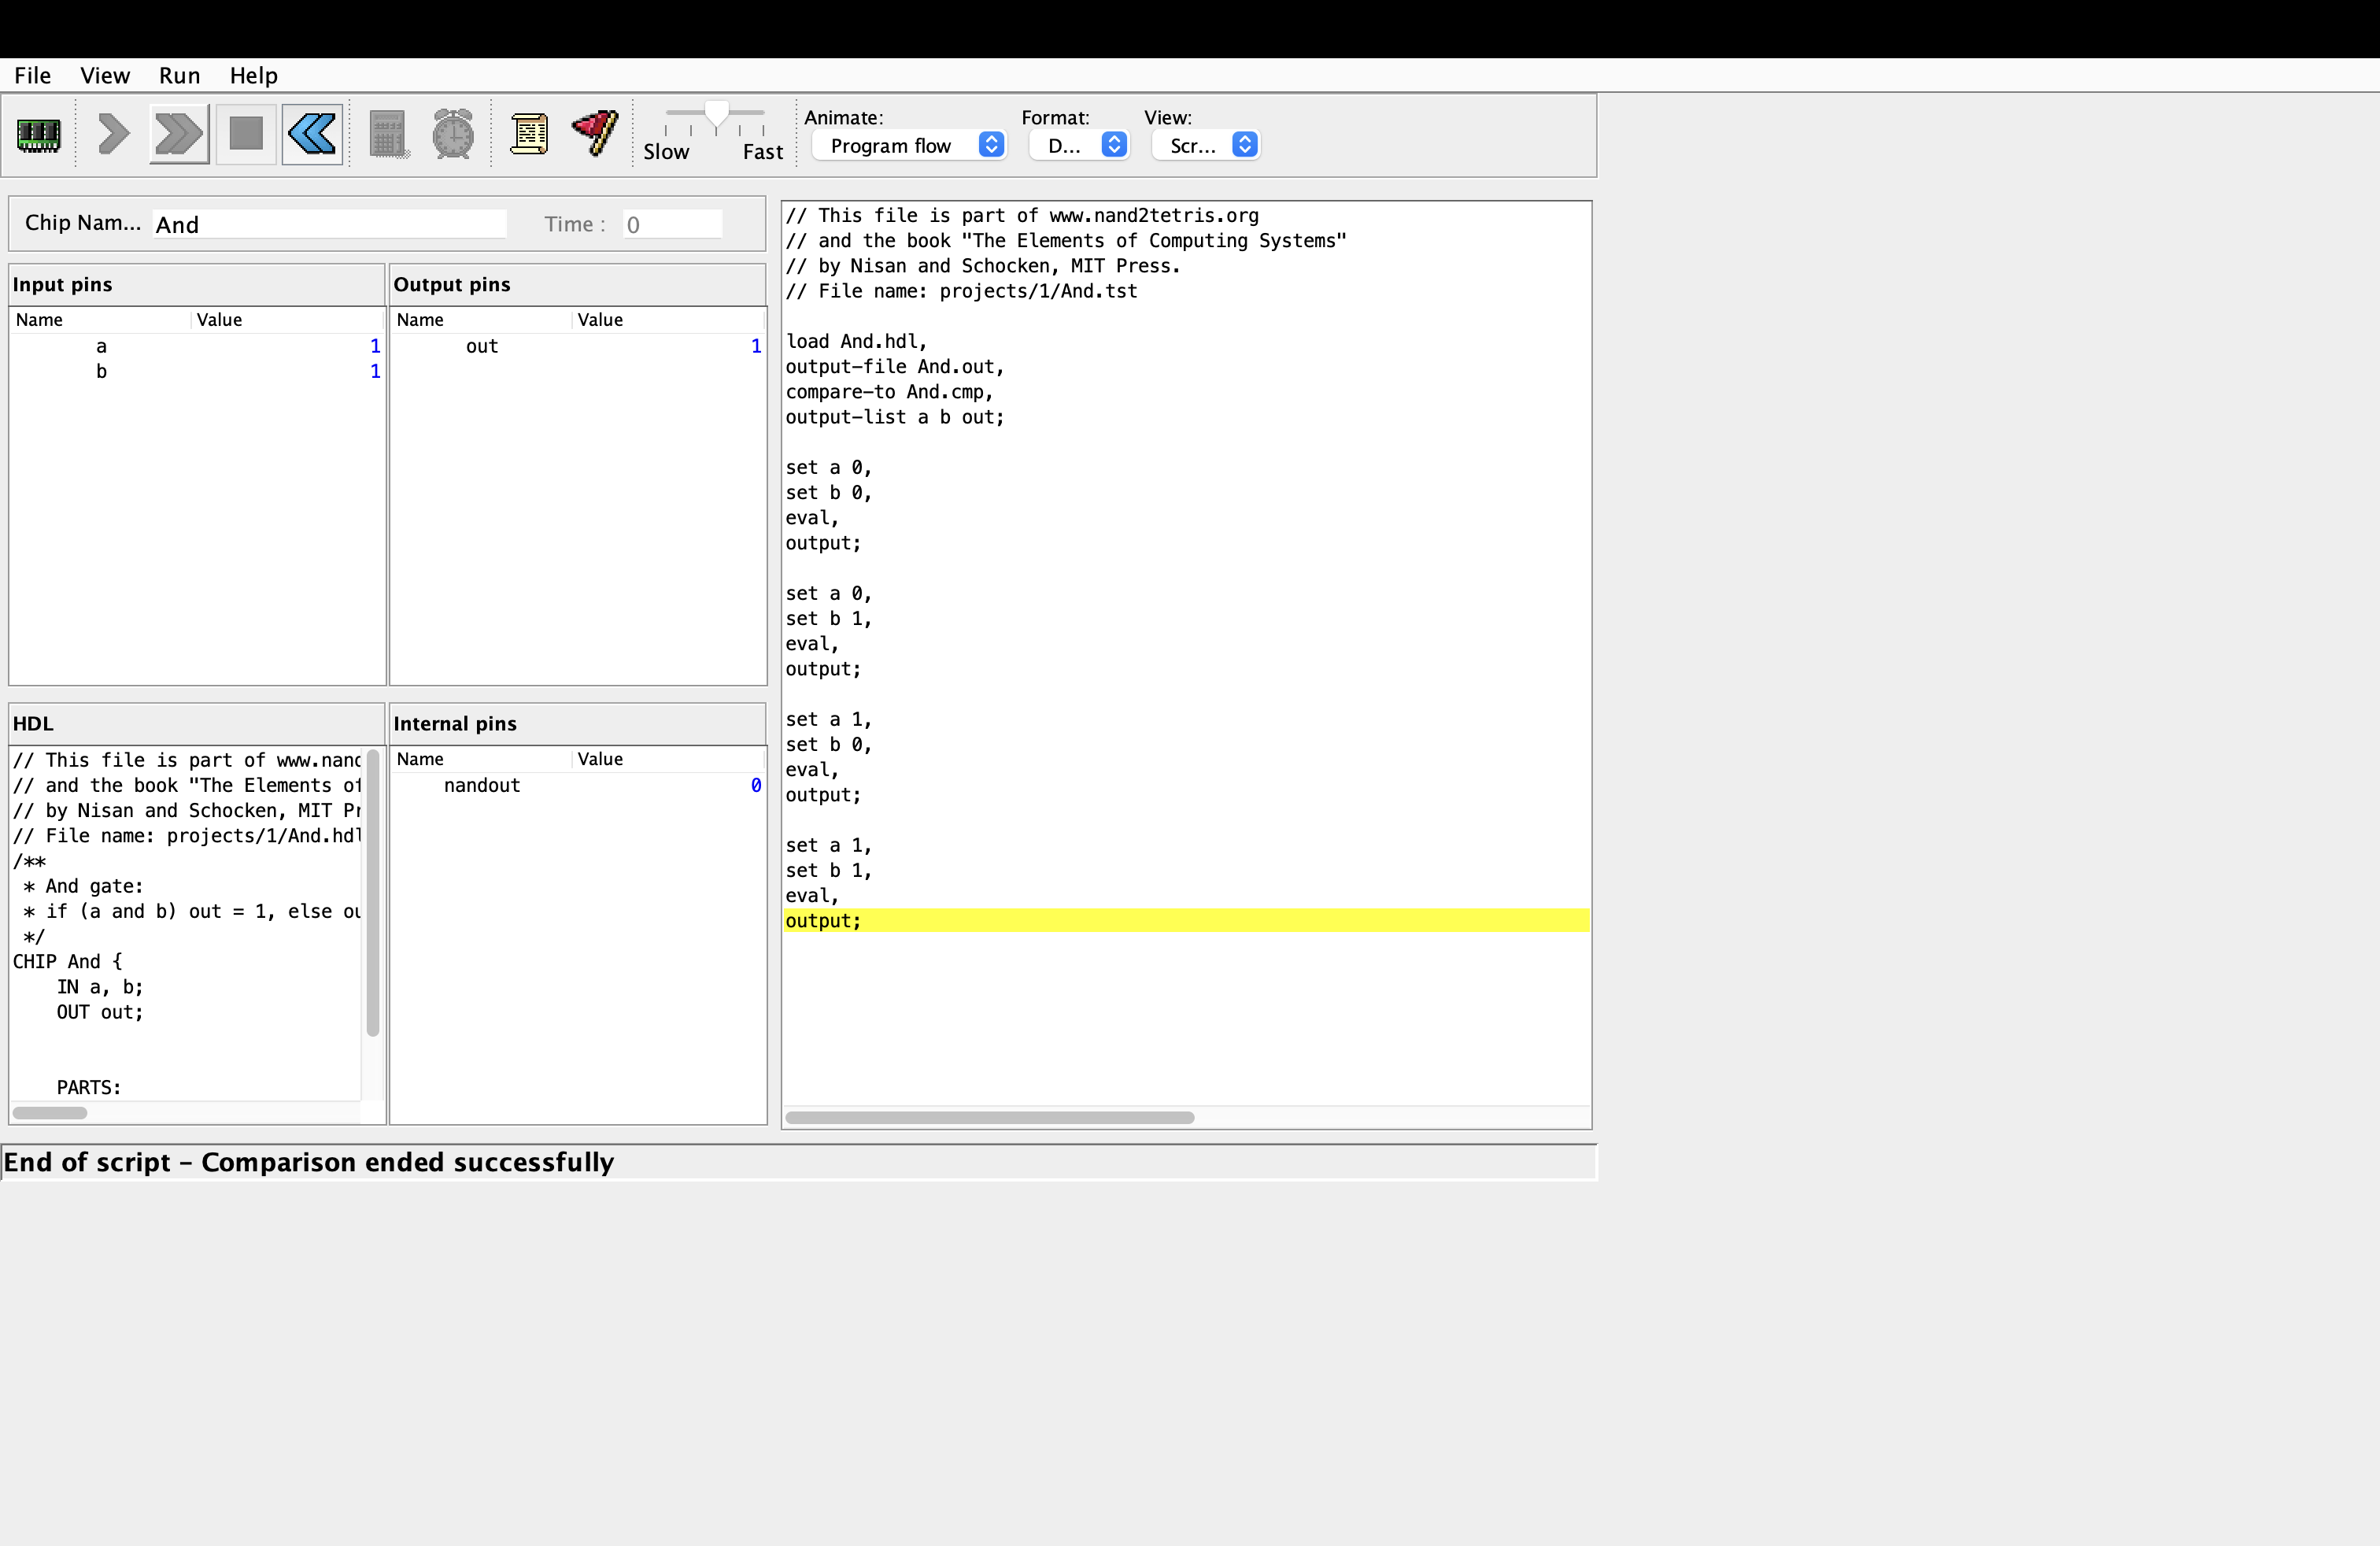 File View Run Help
Slow Fast
Animate: Format: View:
Program flow D... Scr...
Chip Nam... And Time : 0
Input pins
Name Value
a 1
b 1
Output pins
Name Value
out 1
HDL
// This file is part of www.nand
// and the book "The Elements of
// by Nisan and Schocken, MIT Pr
// File name: projects/1/And.hdl
/**
* And gate:
* if (a and b) out = 1, else ou
*/
CHIP And {
IN a, b;
OUT out;
PARTS:
Internal pins
Name Value
nandout 0
// This file is part of www.nand2tetris.org
// and the book "The Elements of Computing Systems"
// by Nisan and Schocken, MIT Press.
// File name: projects/1/And.tst
load And.hdl,
output-file And.out,
compare-to And.cmp,
output-list a b out;
set a 0,
set b 0,
eval,
output;
set a 0,
set b 1,
eval,
output;
set a 1,
set b 0,
eval,
output;
set a 1,
set b 1,
eval,
output;
End of script - Comparison ended successfully